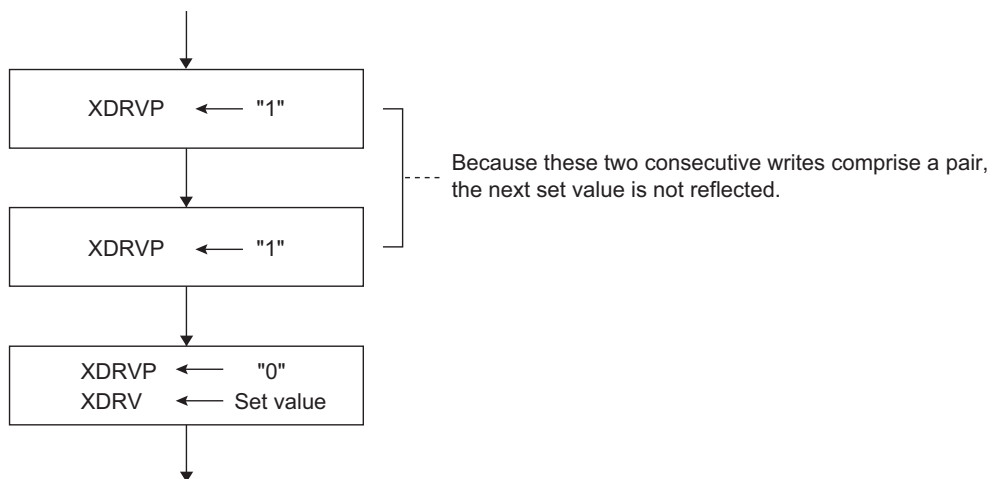 XDRVP ← "1"
Because these two consecutive writes comprise a pair,
the next set value is not reflected.
XDRVP ← "1"
XDRVP ← "0"
XDRV ← Set value